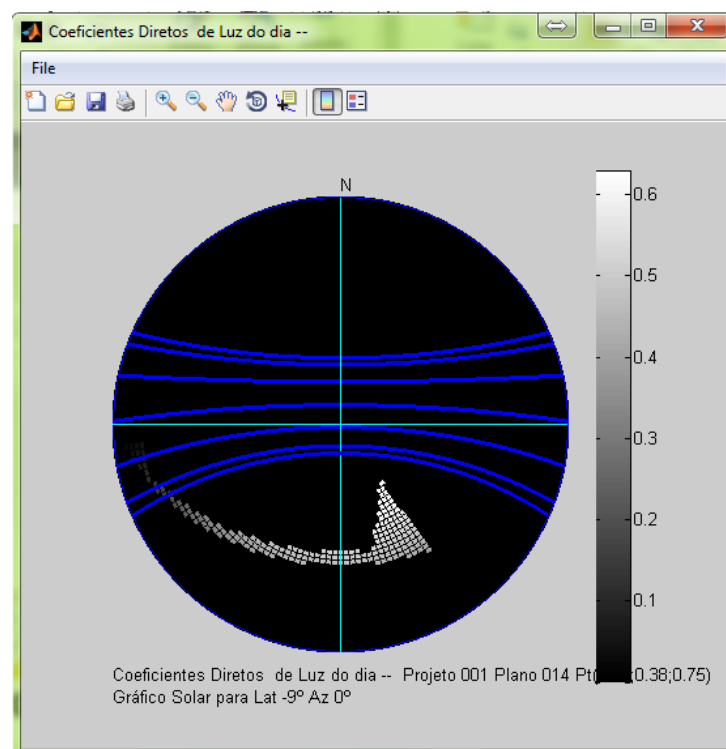 Coeficientes Diretos de Luz do dia --
File
N
0.6
0.5
0.4
0.3
0.2
0.1
Coeficientes Diretos de Luz do dia -- Projeto 001 Plano 014 Pt( ;0.38;0.75)
Gráfico Solar para Lat -9º Az 0º